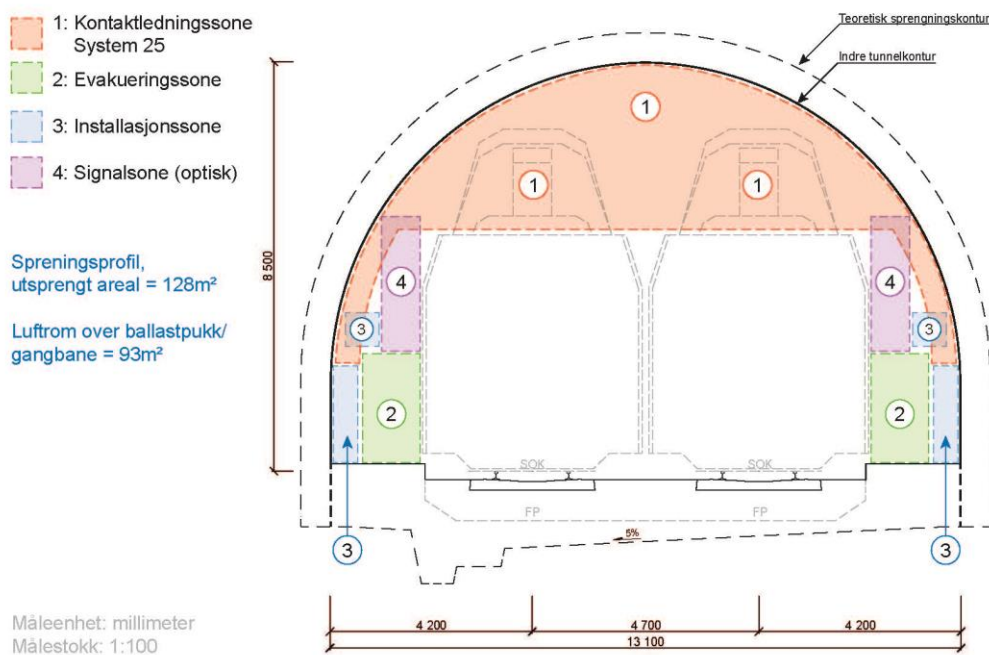 1: Kontaktledningssone
System 25
2: Evakueringssone
3: Installasjonssone
4: Signalsone (optisk)
Spreningsprofil,
utsprengt areal = 128m²
Luftrom over ballastpukk/
gangbane = 93m²
Måleenhet: millimeter
Målestokk: 1:100
Teoretisk sprengningskontur
Indre tunnelkontur
1
1
1
4
4
3
3
2
2
8 500
SOK
SOK
FP
FP
5%
3
3
4 200
4 700
4 200
13 100